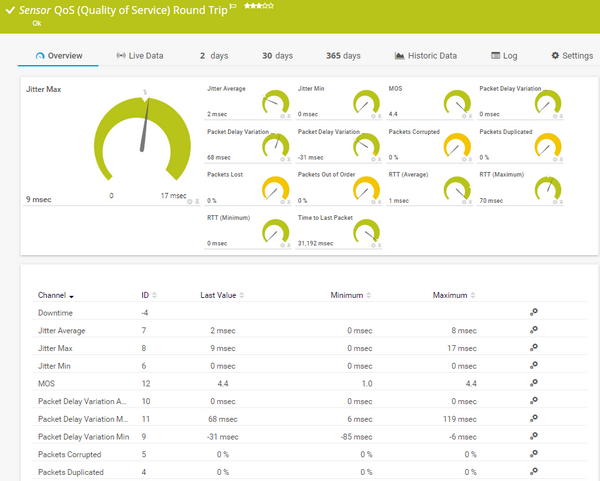 Sensor QoS (Quality of Service) Round Trip
Ok
Overview Live Data 2 days 30 days 365 days Historic Data Log Settings
Jitter Max
0 17 msec
9 msec
Jitter Average Jitter Min MOS Packet Delay Variation
2 msec 0 msec 4.4 0 msec
Packet Delay Variation Packet Delay Variation Packets Corrupted Packets Duplicated
68 msec -31 msec 0 % 0 %
Packets Lost Packets Out of Order RTT (Average) RTT (Maximum)
0 % 0 % 1 msec 70 msec
RTT (Minimum) Time to Last Packet
0 msec 31,192 msec
Channel ID Last Value Minimum Maximum
Downtime -4
Jitter Average 7 2 msec 0 msec 8 msec
Jitter Max 8 9 msec 0 msec 17 msec
Jitter Min 6 0 msec 0 msec 0 msec
MOS 12 4.4 1.0 4.4
Packet Delay Variation A... 10 0 msec 0 msec 0 msec
Packet Delay Variation M... 11 68 msec 6 msec 119 msec
Packet Delay Variation Min 9 -31 msec -85 msec -6 msec
Packets Corrupted 5 0 % 0 % 0 %
Packets Duplicated 4 0 % 0 % 0 %